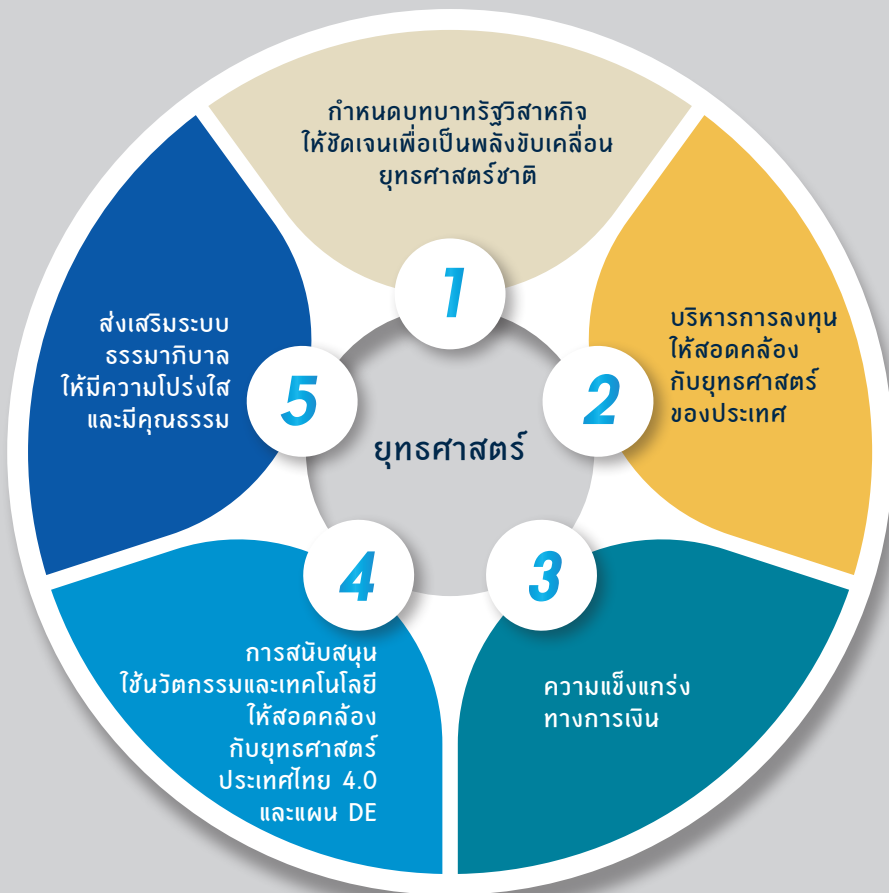 ยุทธศาสตร์
1
กำหนดบทบาทรัฐวิสาหกิจ
ให้ชัดเจนเพื่อเป็นพลังขับเคลื่อน
ยุทธศาสตร์ชาติ
2
บริหารการลงทุน
ให้สอดคล้อง
กับยุทธศาสตร์
ของประเทศ
3
ความแข็งแกร่ง
ทางการเงิน
4
การสนับสนุน
ใช้นวัตกรรมและเทคโนโลยี
ให้สอดคล้อง
กับยุทธศาสตร์
ประเทศไทย 4.0
และแผน DE
5
ส่งเสริมระบบ
ธรรมาภิบาล
ให้มีความโปร่งใส
และมีคุณธรรม